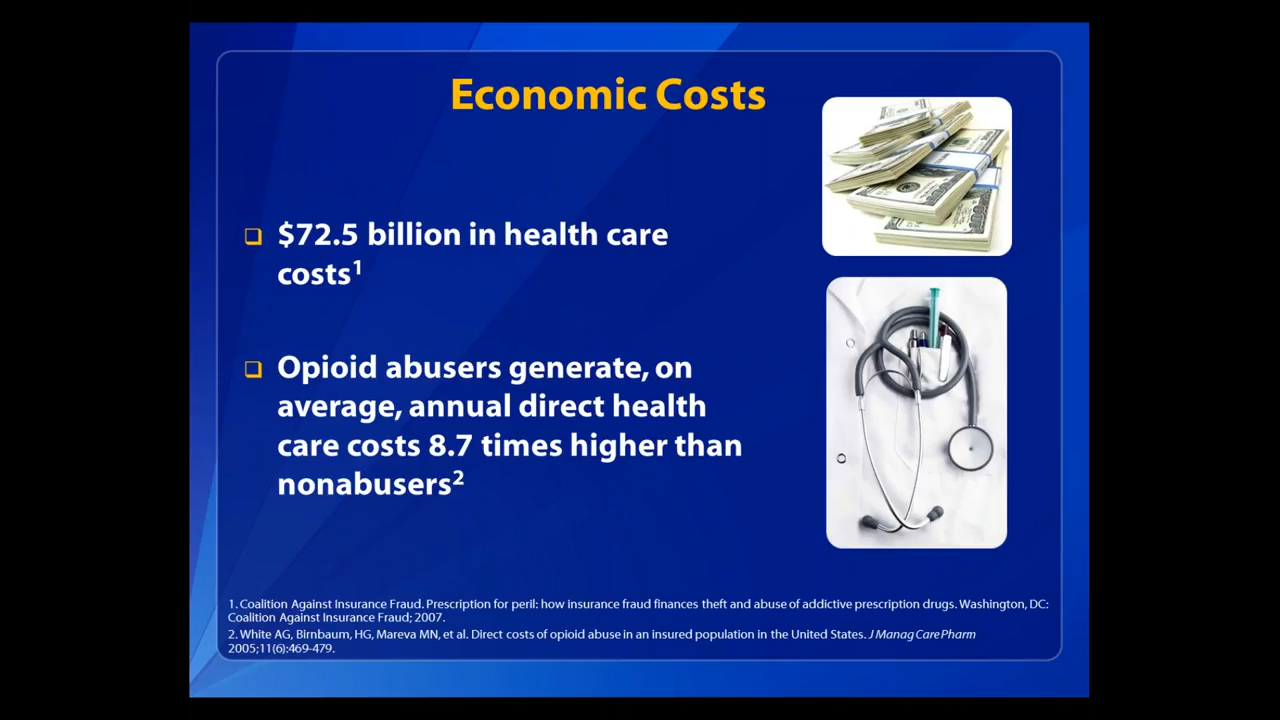 Economic Costs
$72.5 billion in health care
costs1
Opioid abusers generate, on
average, annual direct health
care costs 8.7 times higher than
nonabusers2
1. Coalition Against Insurance Fraud. Prescription for peril: how insurance fraud finances theft and abuse of addictive prescription drugs. Washington, DC:
Coalition Against Insurance Fraud; 2007.
2. White AG, Birnbaum, HG, Mareva MN, et al. Direct costs of opioid abuse in an insured population in the United States. J Manag Care Pharm
2005;11(6):469-479.